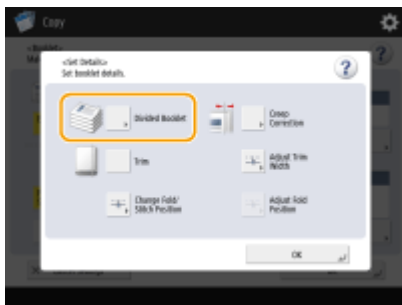 Copy
<Set Details>
Set booklet details.
?
Divided Booklet
Creep
Correction
Trim
Adjust Trim
Width
Change Fold/
Stitch Position
Adjust Fold
Position
OK